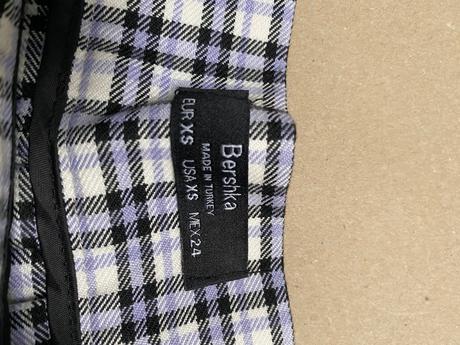 Bershka
MADE IN TURKEY
EUR XS USA XS MEX 24